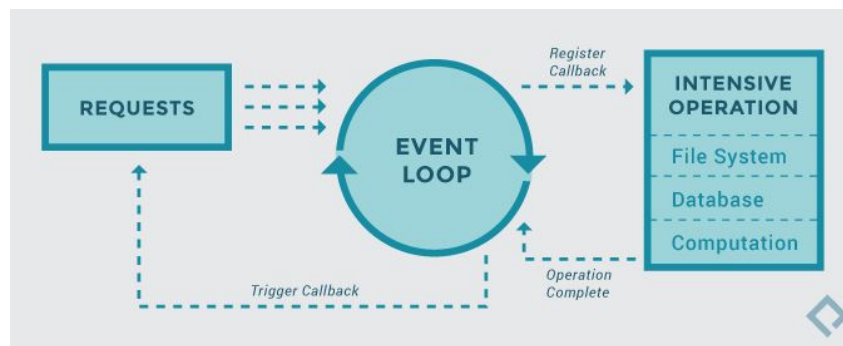 REQUESTS
EVENT
LOOP
Register
Callback
INTENSIVE
OPERATION
File System
Database
Computation
Operation
Complete
Trigger Callback